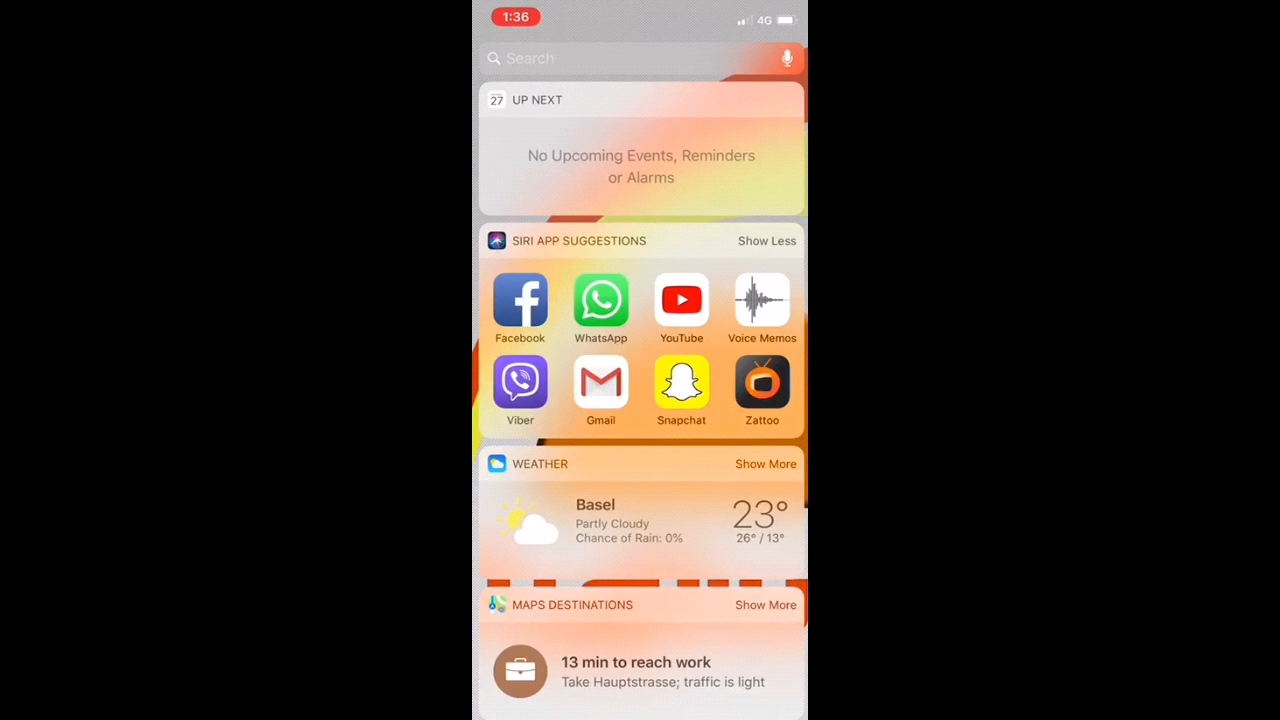 1:36
4G
Search
27
UP NEXT
No Upcoming Events, Reminders
or Alarms
SIRI APP SUGGESTIONS
Show Less
Facebook
WhatsApp
YouTube
Voice Memos
Viber
Gmail
Snapchat
Zattoo
WEATHER
Show More
Basel
Partly Cloudy
Chance of Rain: 0%
23°
26° / 13°
MAPS DESTINATIONS
Show More
13 min to reach work
Take Hauptstrasse; traffic is light